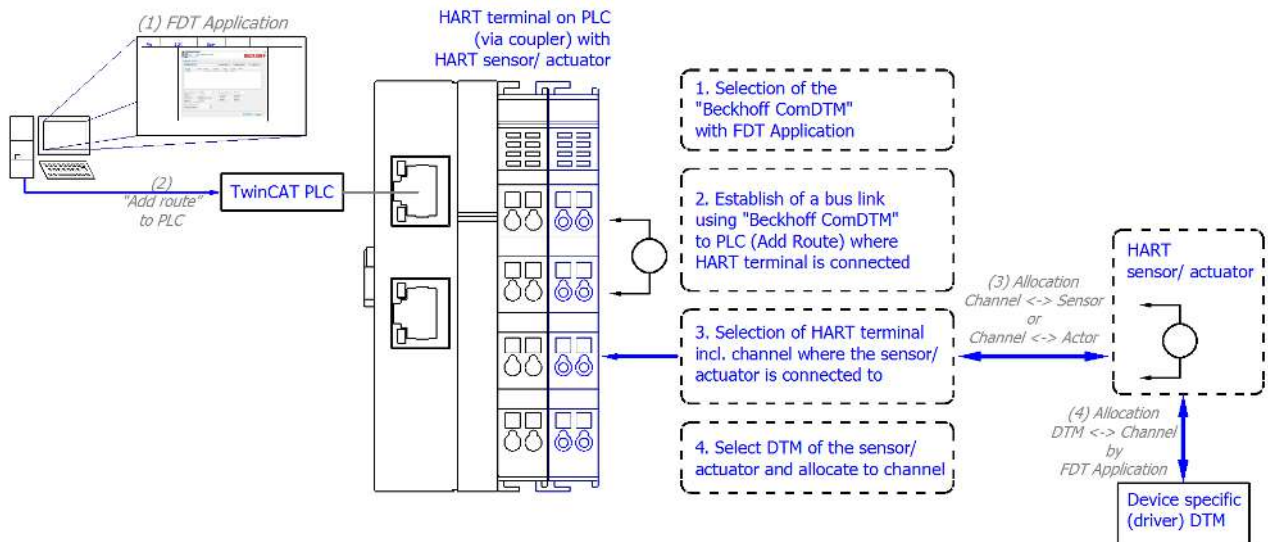 (1) FDT Application
HART terminal on PLC
(via coupler) with
HART sensor/ actuator
(2)
"Add route"
to PLC
TwinCAT PLC
1. Selection of the
"Beckhoff ComDTM"
with FDT Application
2. Establish of a bus link
using "Beckhoff ComDTM"
to PLC (Add Route) where
HART terminal is connected
3. Selection of HART terminal
incl. channel where the sensor/
actuator is connected to
4. Select DTM of the sensor/
actuator and allocate to channel
(3) Allocation
Channel <-> Sensor
or
Channel <-> Actor
HART
sensor/ actuator
(4) Allocation
DTM <-> Channel
by
FDT Application
Device specific
(driver) DTM